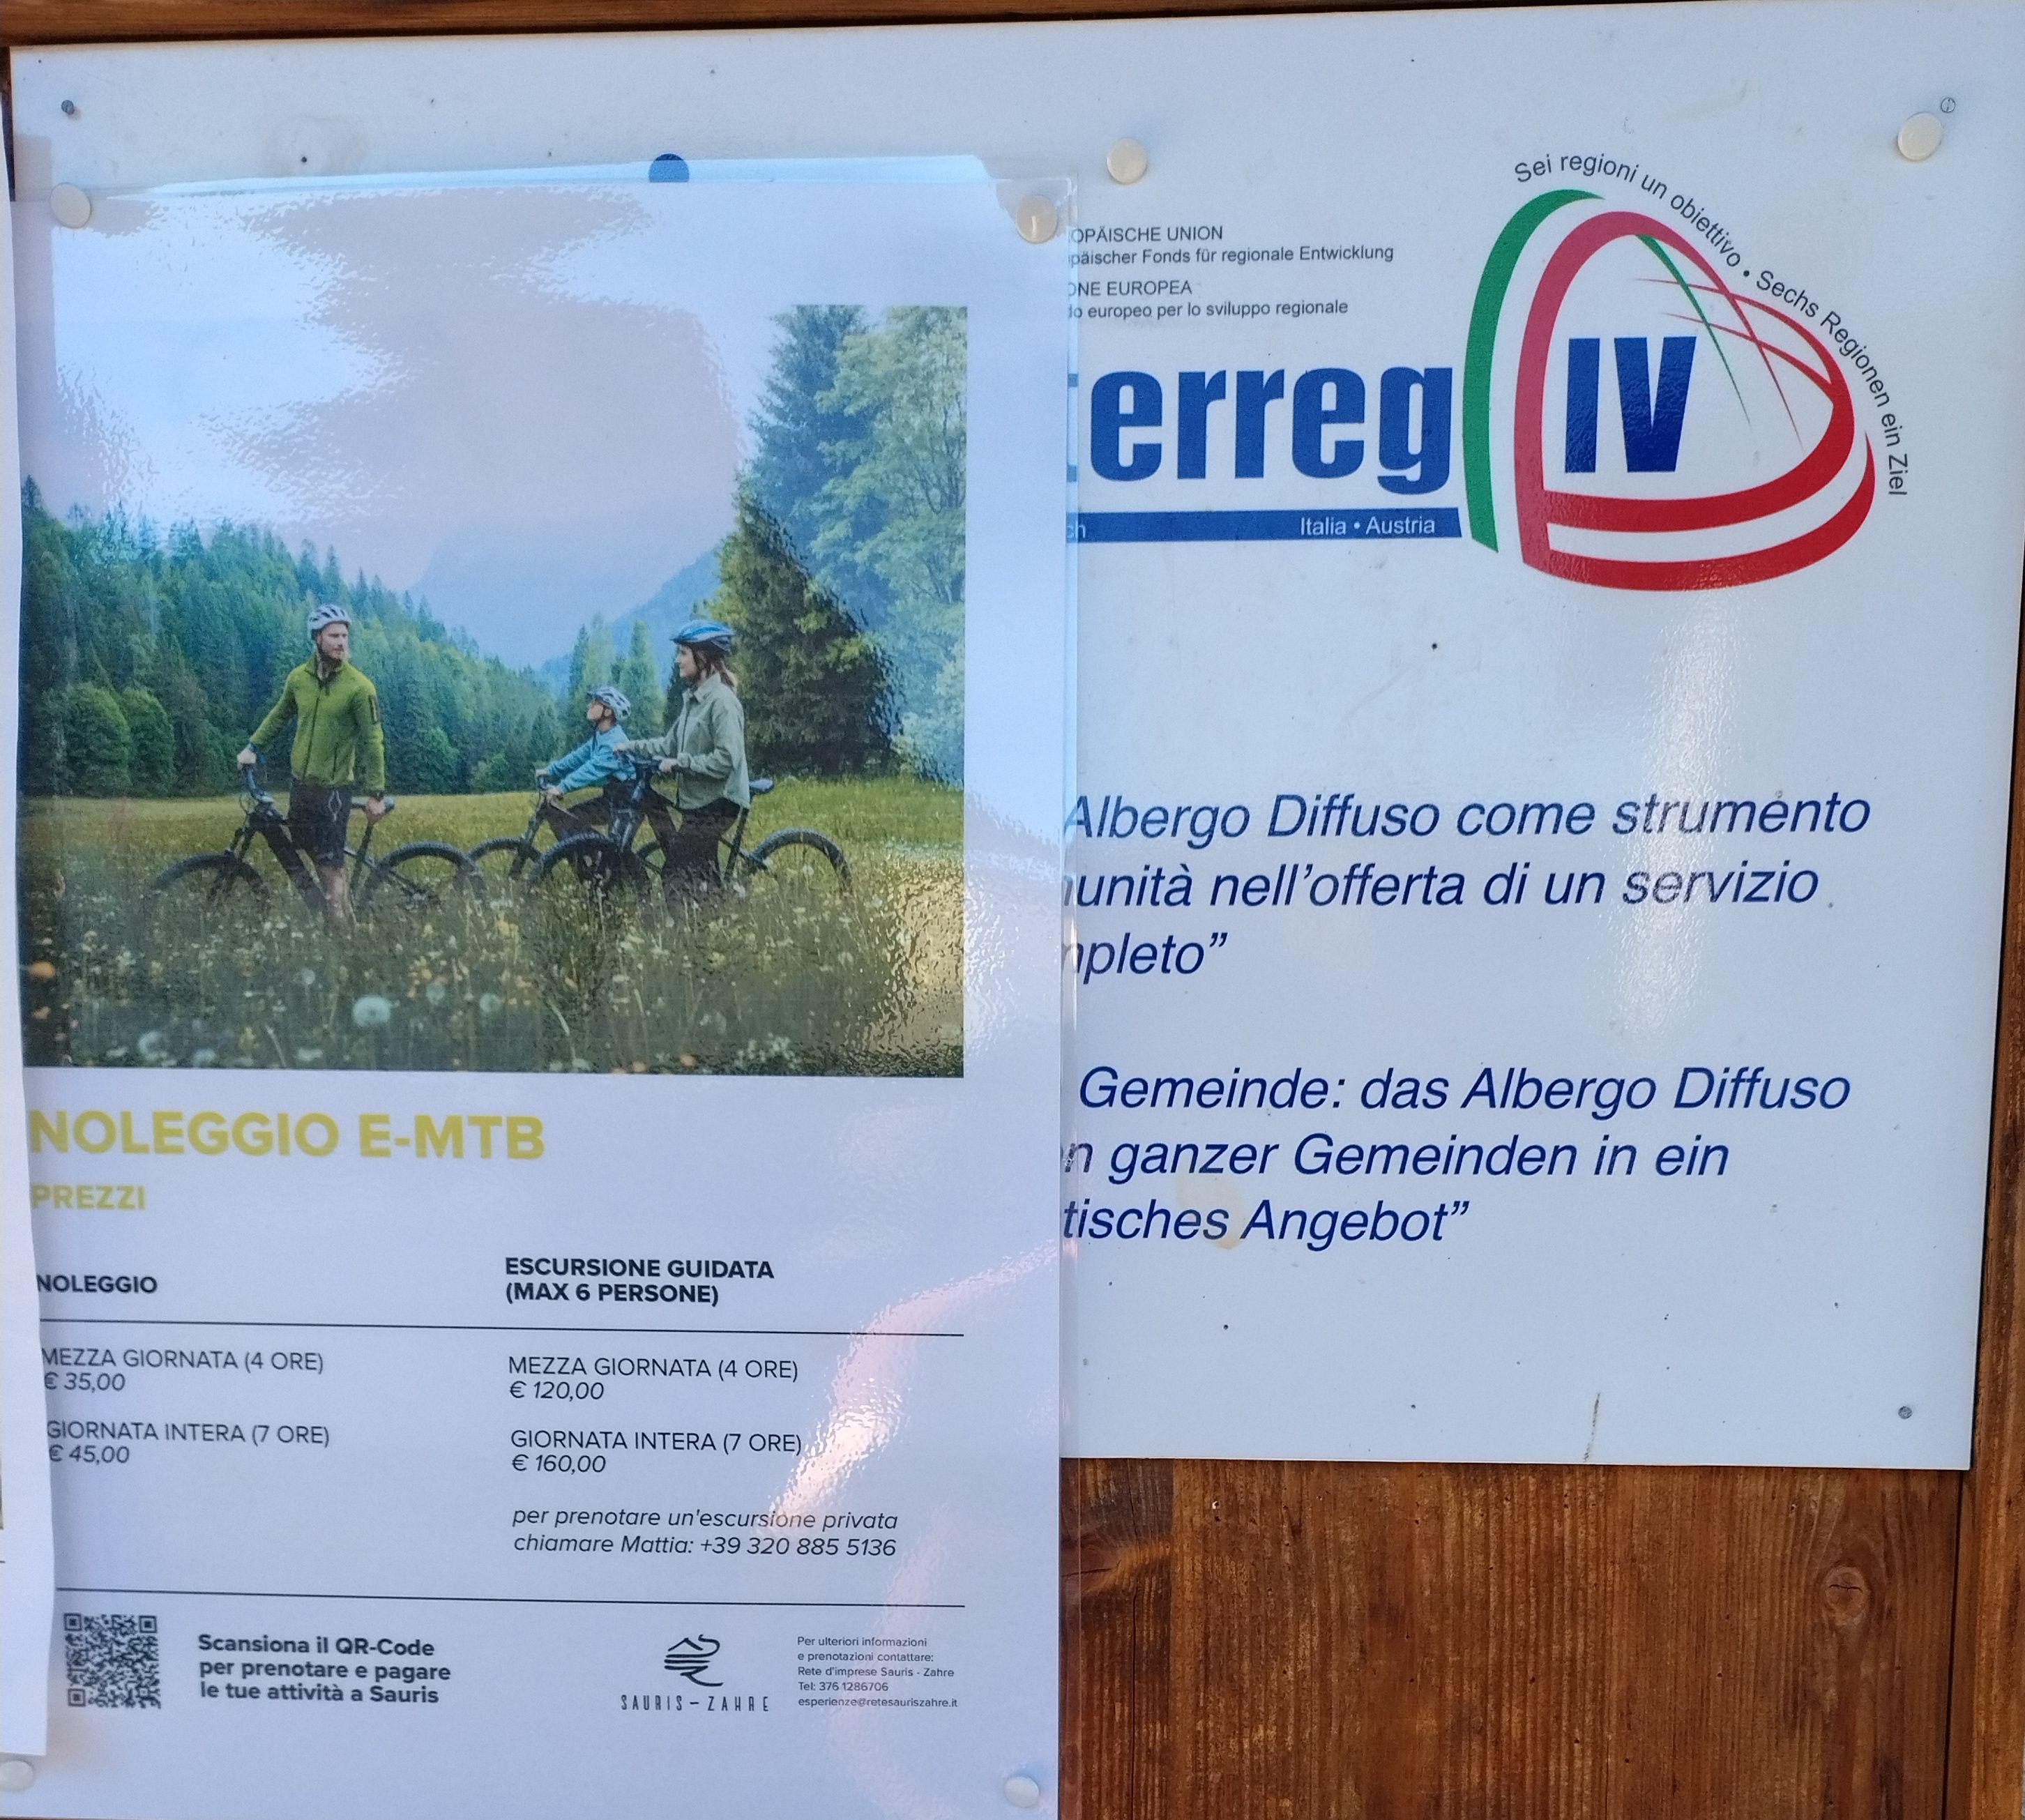 NOLEGGIO E-MTB
PREZZI
NOLEGGIO
MEZZA GIORNATA (4 ORE)
€ 35,00
GIORNATA INTERA (7 ORE)
€ 45,00
ESCURSIONE GUIDATA
(MAX 6 PERSONE)
MEZZA GIORNATA (4 ORE)
€ 120,00
GIORNATA INTERA (7 ORE)
€ 160,00
per prenotare un'escursione privata
chiamare Mattia: +39 320 885 5136
Scansiona il QR-Code
per prenotare e pagare
le tue attività a Sauris
SAURIS-ZAHRE
Per ulteriori informazioni
e prenotazioni contattare:
Rete d'imprese Sauris - Zahre
Tel: 376 1286706
esperienze@retesauriszahre.it
OPÄISCHE UNION
päischer Fonds für regionale Entwicklung
ONE EUROPEA
do europeo per lo sviluppo regionale
terreg IV
ch Italia • Austria
Sei regioni un obiettivo • Sechs Regionen ein Ziel
Albergo Diffuso come strumento
unità nell'offerta di un servizio
mpleto”
Gemeinde: das Albergo Diffuso
en ganzer Gemeinden in ein
tisches Angebot”